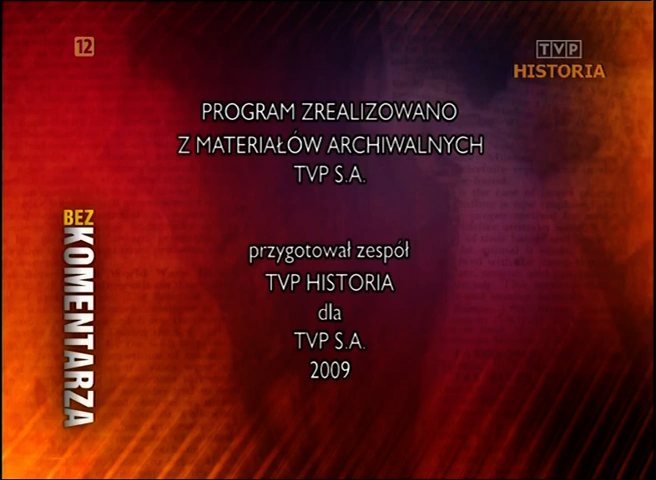 12
TVP
HISTORIA
PROGRAM ZREALIZOWANO
Z MATERIAŁÓW ARCHIWALNYCH
TVP S.A.
BEZ
KOMENTARZA
przygotował zespół
TVP HISTORIA
dla
TVP S.A.
2009